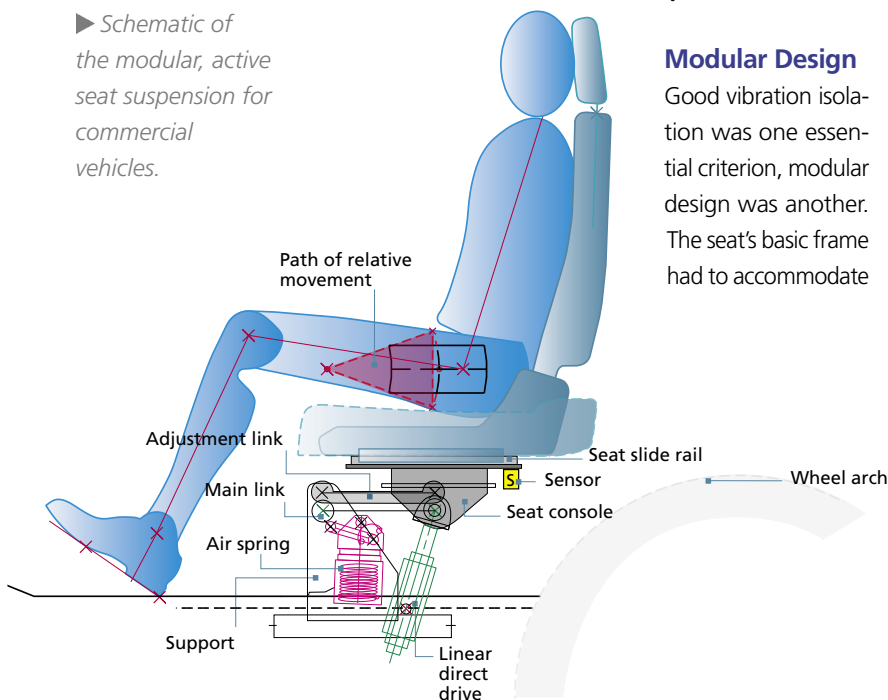 ▶ Schematic of
the modular, active
seat suspension for
commercial
vehicles.
Modular Design
Good vibration isola-
tion was one essen-
tial criterion, modular
design was another.
The seat’s basic frame
had to accommodate
Path of relative
movement
Adjustment link
Main link
Air spring
Support
Seat slide rail
S
Sensor
Seat console
Wheel arch
Linear
direct
drive